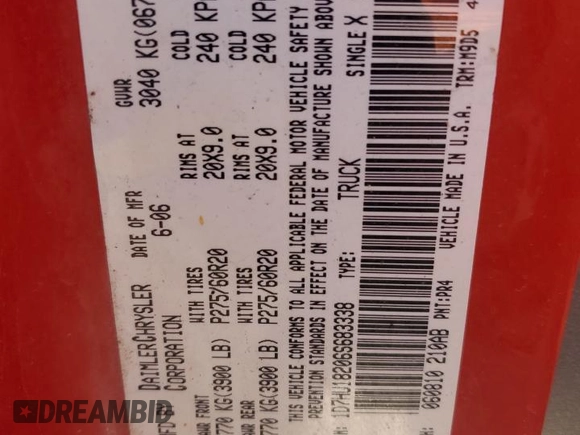 MFD BY DAIMLERCHRYSLER CORPORATION
DATE OF MFR
6-06
GVWR
3040 KG(067
GAWR FRONT
1770 KG(3900 LB)
WITH TIRES
P275/60R20
RIMS AT
20X9.0
COLD
240 KP
GAWR REAR
1770 KG(3900 LB)
WITH TIRES
P275/60R20
RIMS AT
20X9.0
COLD
240 KP
THIS VEHICLE CONFORMS TO ALL APPLICABLE FEDERAL MOTOR VEHICLE SAFETY
STANDARDS IN EFFECT ON THE DATE OF MANUFACTURE SHOWN ABOVE
1D7HU18206S683338
TYPE: TRUCK
SINGLE X
060810 210AB
PNT:PR4
VEHICLE MADE IN U.S.A.
TRM:M9D5
DREAMBID.PRO